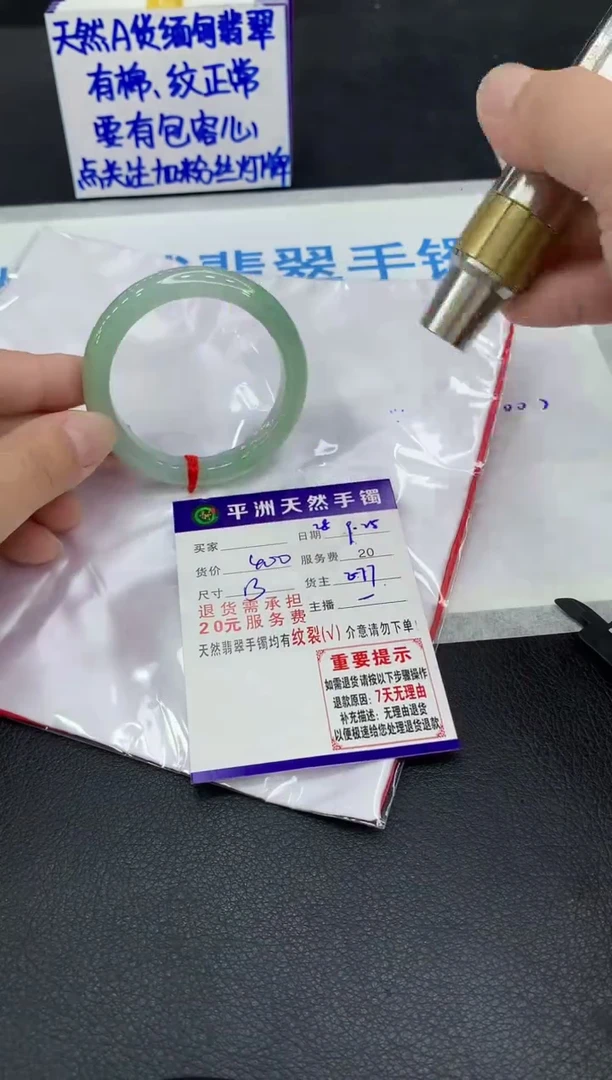 天然A货缅甸翡翠
有棉、纹正常
要有包容心
点关注加粉丝灯牌
翡翠手镯
平洲天然手镯
买家 日期 9.25
货价 600 服务费 20
尺寸 货主 277
退货需承担 主播
20元服务费
天然翡翠手镯均有纹裂(√)介意请勿下单!
重要提示
如需退货请按以下步骤操作
退款原因：7天无理由
补充描述：无理由退货
以便极速给您处理退货退款